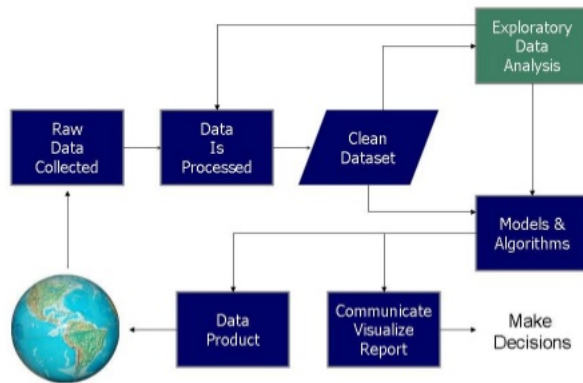 Exploratory
Data
Analysis
Raw
Data
Collected
Data
Is
Processed
Clean
Dataset
Models &
Algorithms
Data
Product
Communicate
Visualize
Report
Make
Decisions